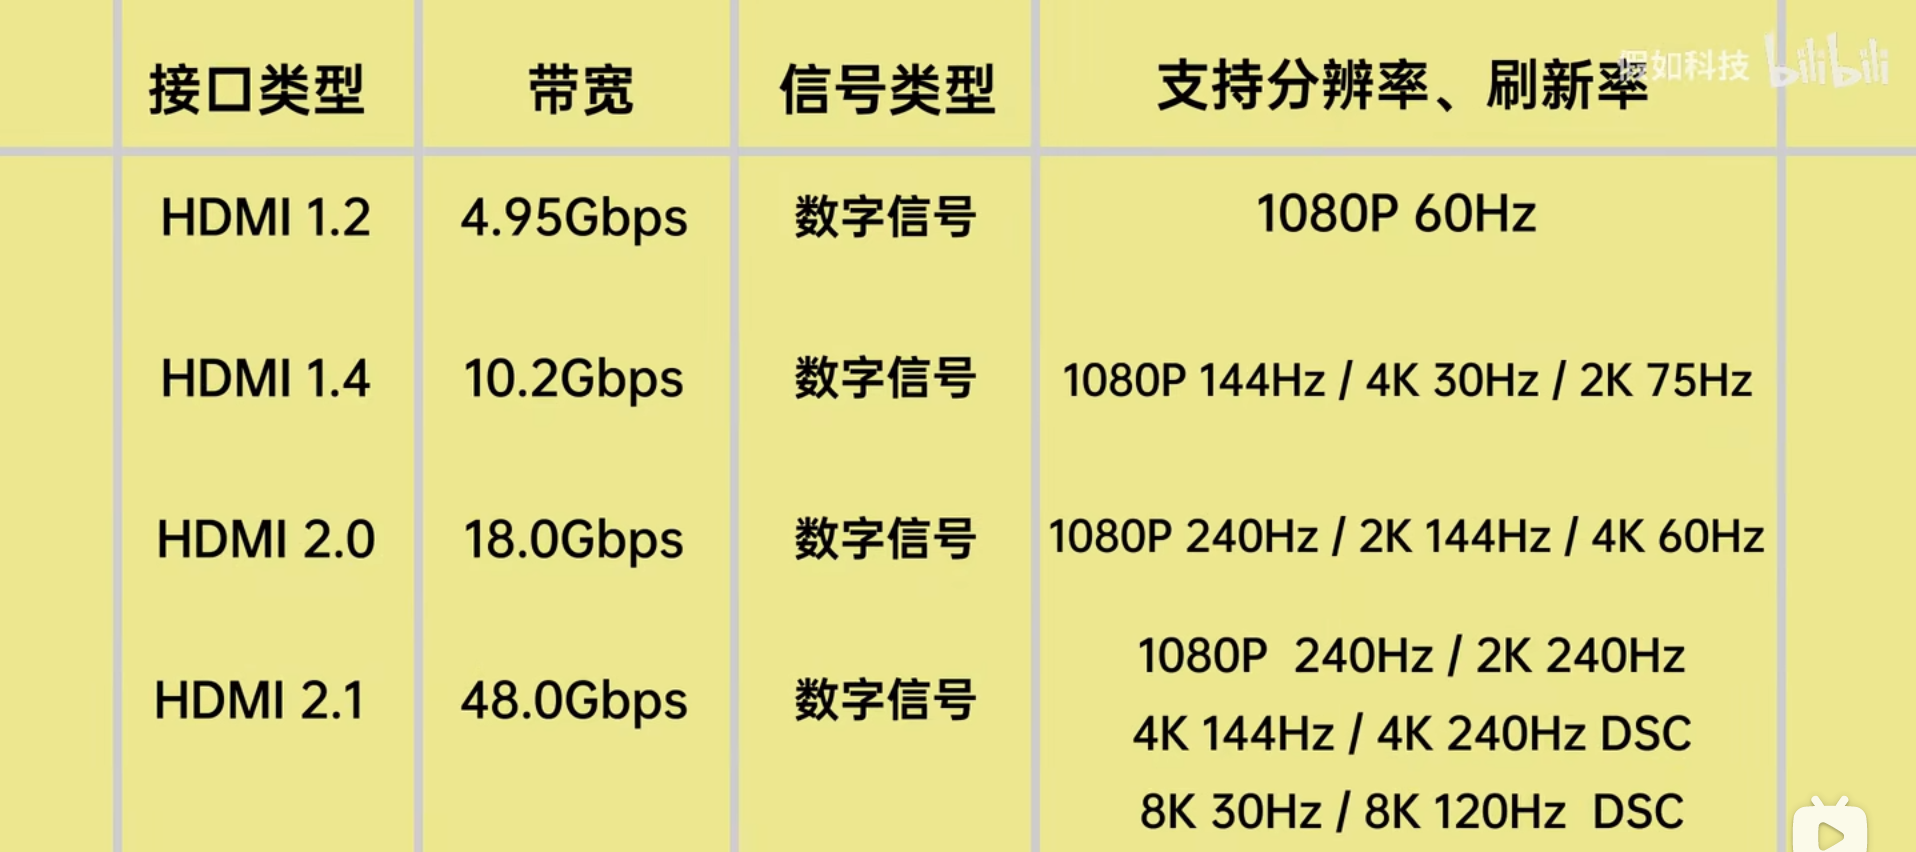 接口类型 带宽 信号类型 支持分辨率、刷新率
假如科技 bilibili
HDMI 1.2 4.95Gbps 数字信号 1080P 60Hz
HDMI 1.4 10.2Gbps 数字信号 1080P 144Hz / 4K 30Hz / 2K 75Hz
HDMI 2.0 18.0Gbps 数字信号 1080P 240Hz / 2K 144Hz / 4K 60Hz
HDMI 2.1 48.0Gbps 数字信号 1080P 240Hz / 2K 240Hz
4K 144Hz / 4K 240Hz DSC
8K 30Hz / 8K 120Hz DSC